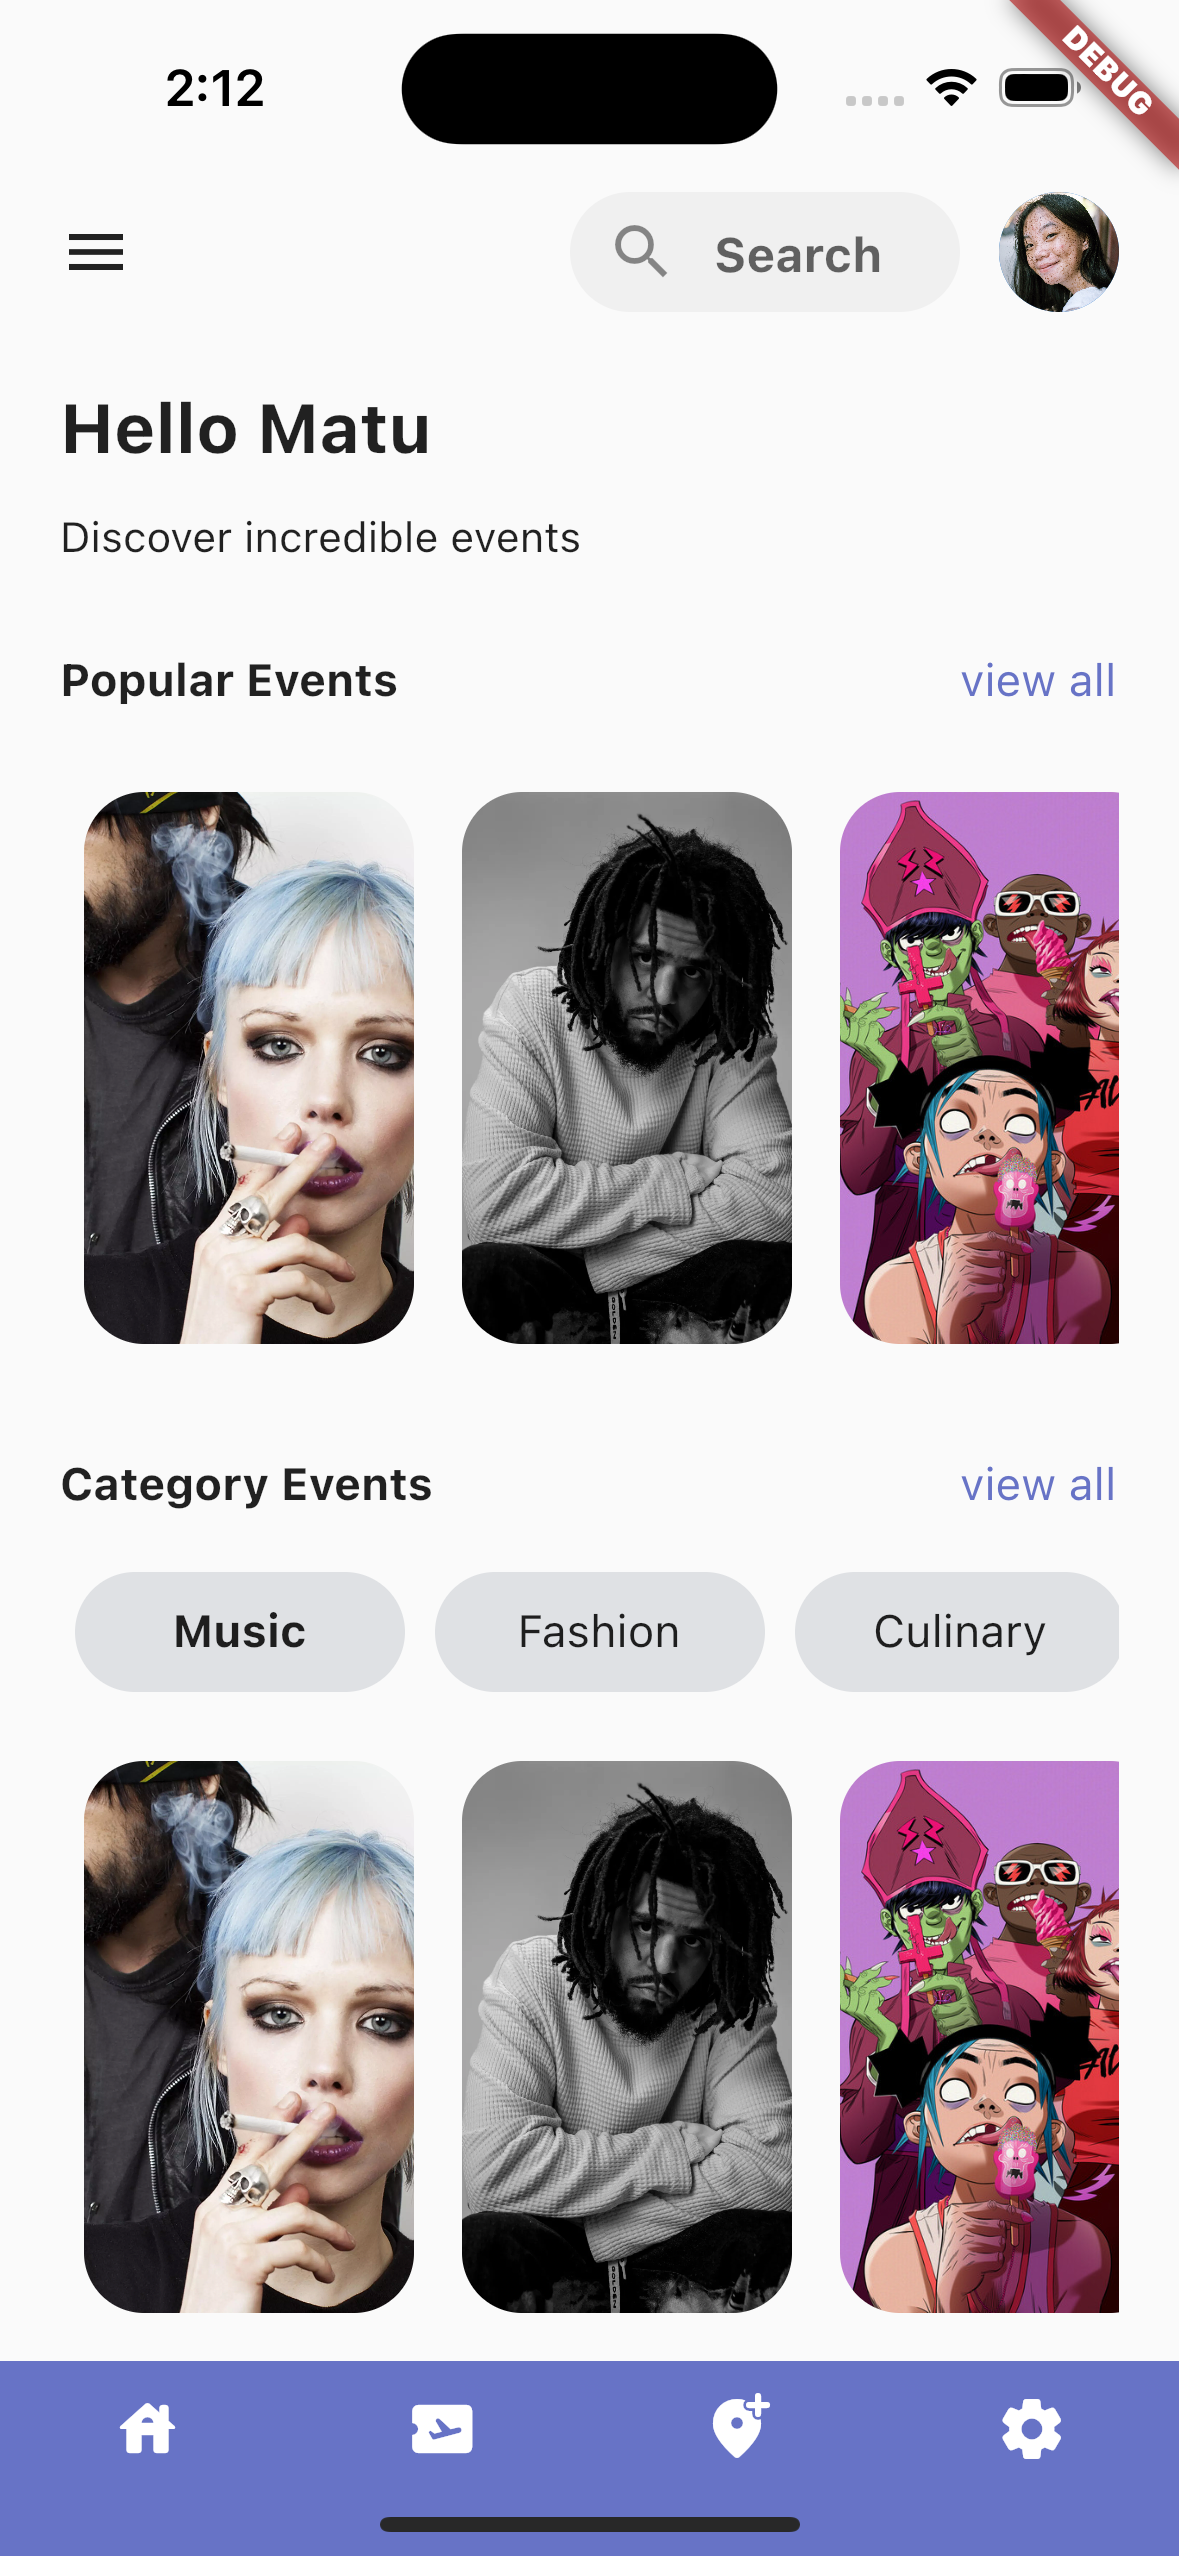 2:12
DEBUG
Search
Hello Matu
Discover incredible events
Popular Events
view all
Category Events
view all
Music
Fashion
Culinary